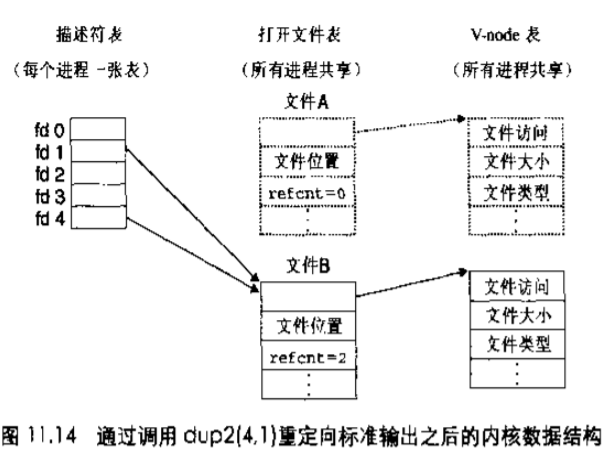 描述符表
(每个进程一张表)
打开文件表
(所有进程共享)
V-node 表
(所有进程共享)
fd 0
fd 1
fd 2
fd 3
fd 4
文件A
文件位置
refcnt=0
⋮
文件访问
文件大小
文件类型
⋮
文件B
文件位置
refcnt=2
⋮
文件访问
文件大小
文件类型
⋮
图 11.14 通过调用 dup2(4,1)重定向标准输出之后的内核数据结构